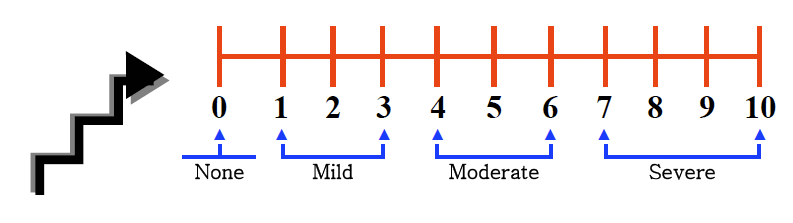 0 1 2 3 4 5 6 7 8 9 10
None Mild Moderate Severe